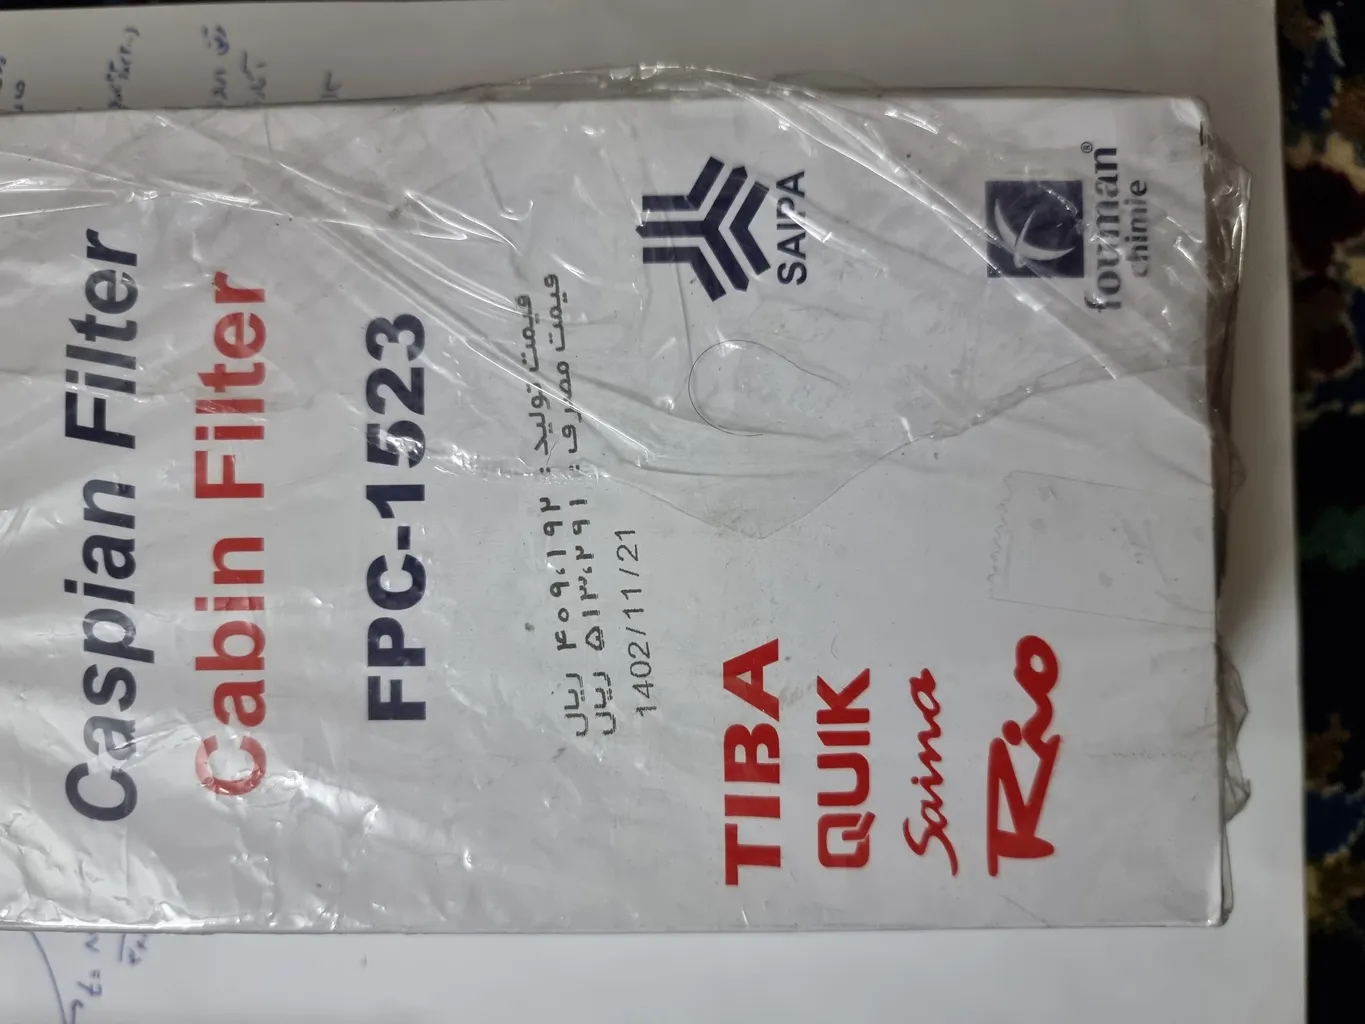 Caspian Filter
Cabin Filter
FPC-1523
قیمت تولید: ۴۰۹،۱۹۲ ریال
قیمت مصرف: ۵۱۳،۲۹۱ ریال
1402/11/21
SAIPA
TIBA
QUIK
Saina
Rio
fouman®
chimie